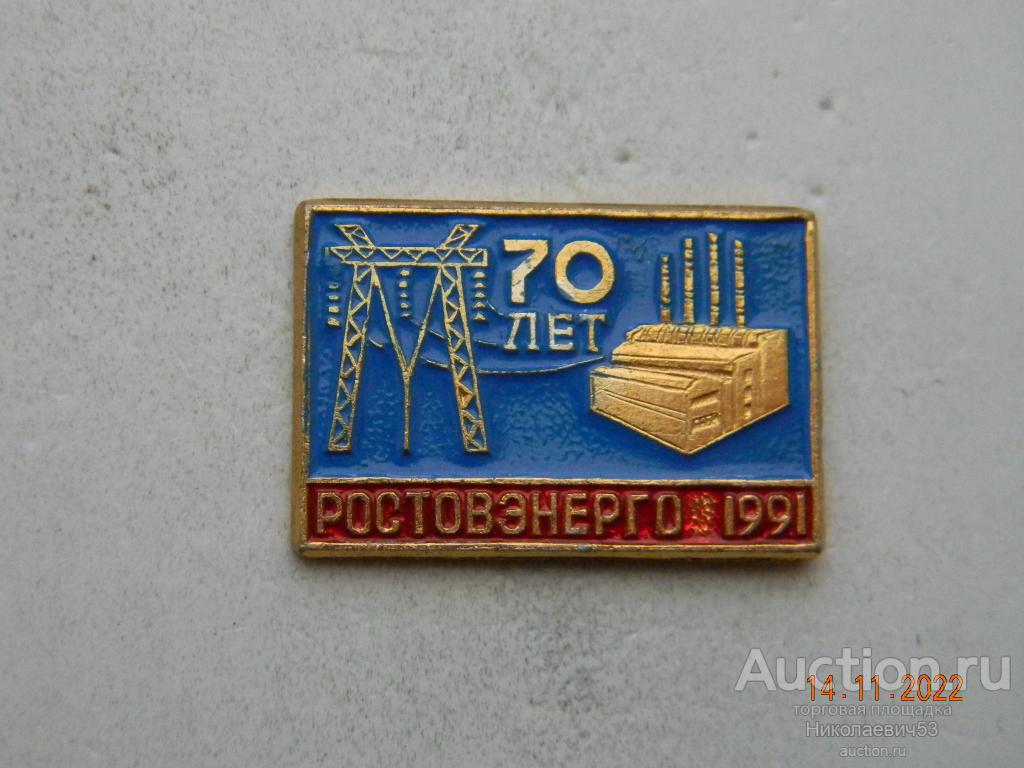 70
ЛЕТ
РОСТОВЭНЕРГО 1991
Auction.ru
14.11.2022
торговая площадка
Николаевич53
auction.ru